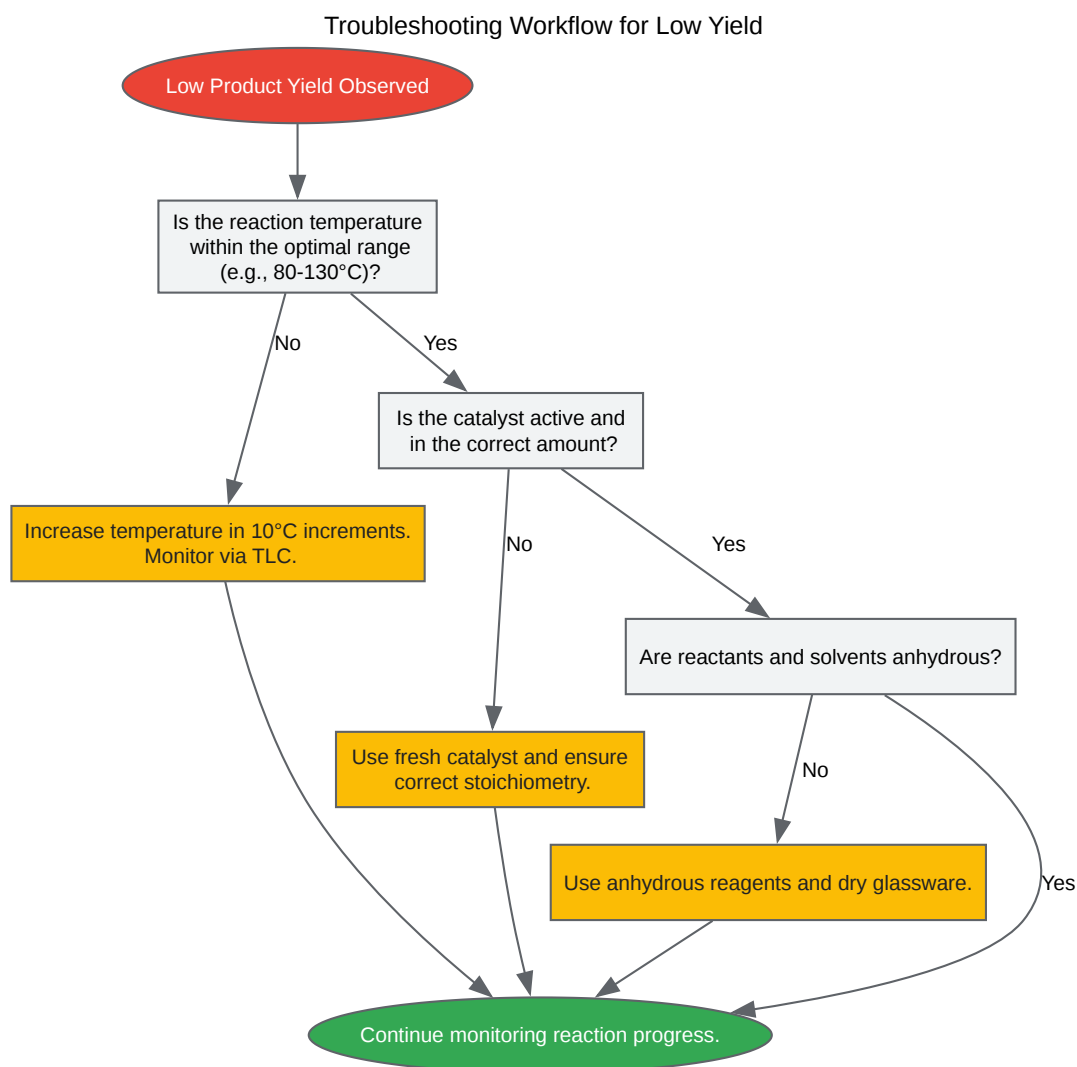 Troubleshooting Workflow for Low Yield
Low Product Yield Observed
Is the reaction temperature
within the optimal range
(e.g., 80-130°C)?
No
Yes
Is the catalyst active and
in the correct amount?
Increase temperature in 10°C increments.
Monitor via TLC.
No
Yes
Are reactants and solvents anhydrous?
Use fresh catalyst and ensure
correct stoichiometry.
No
Use anhydrous reagents and dry glassware.
Yes
Continue monitoring reaction progress.